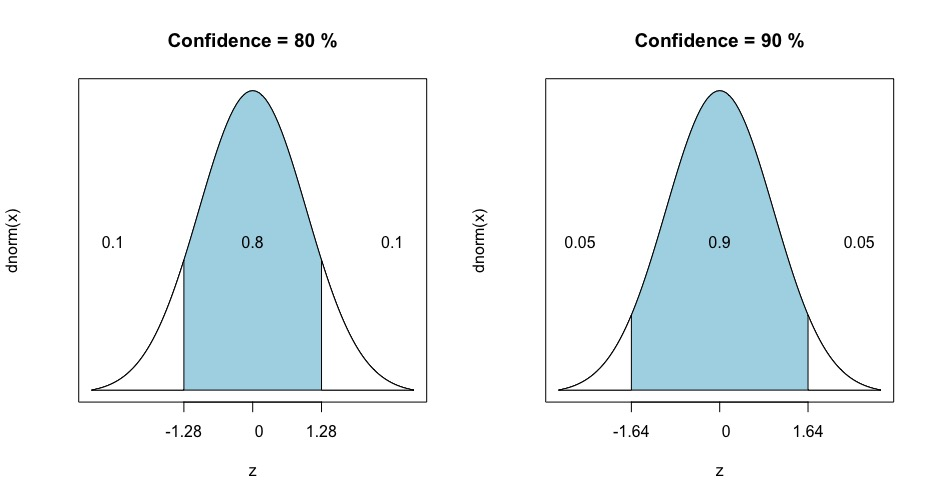 Confidence = 80 %
dnorm(x)
0.1 0.8 0.1
-1.28 0 1.28
z
Confidence = 90 %
dnorm(x)
0.05 0.9 0.05
-1.64 0 1.64
z